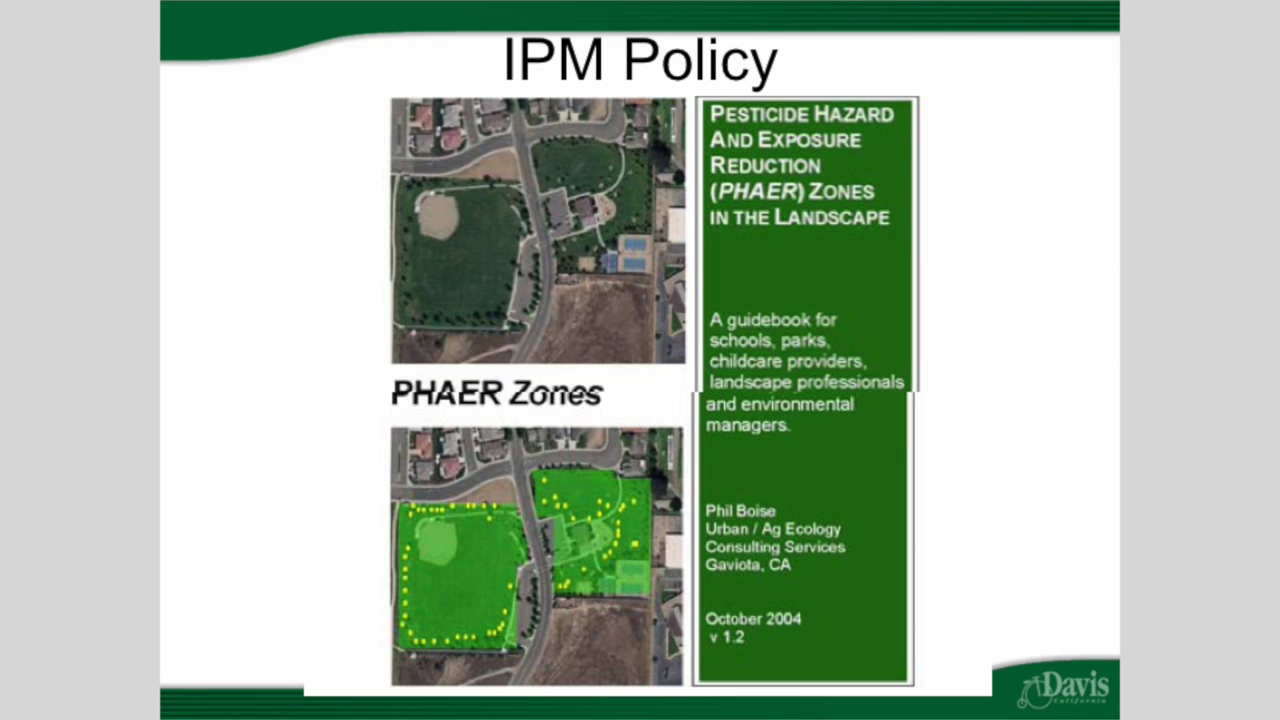 IPM Policy
PESTICIDE HAZARD
AND EXPOSURE
REDUCTION
(PHAER) ZONES
IN THE LANDSCAPE
A guidebook for
schools, parks,
childcare providers,
landscape professionals
and environmental
managers.
PHAER Zones
Phil Boise
Urban / Ag Ecology
Consulting Services
Gaviota, CA
October 2004
v 1.2
Davis
California